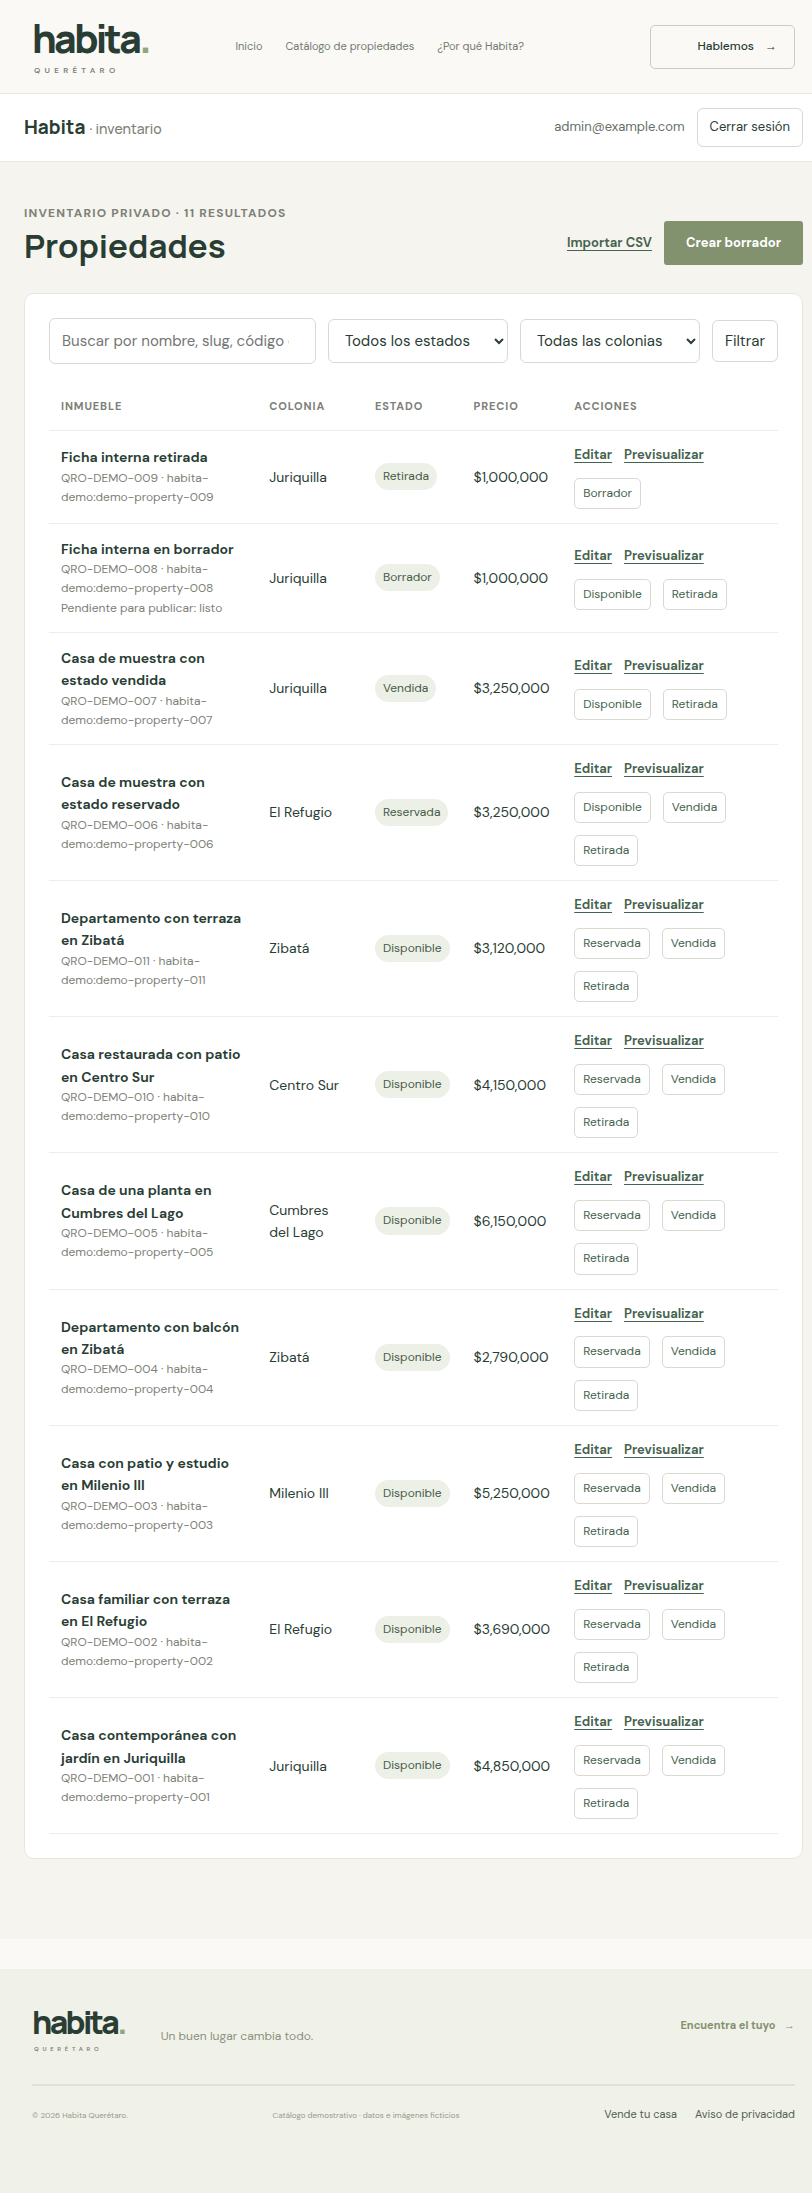 habita.
QUERÉTARO
Inicio Catálogo de propiedades ¿Por qué Habita?
Hablemos →
Habita · inventario
admin@example.com Cerrar sesión
INVENTARIO PRIVADO · 11 RESULTADOS
Propiedades
Importar CSV Crear borrador
Buscar por nombre, slug, código
Todos los estados
Todas las colonias
Filtrar
INMUEBLE COLONIA ESTADO PRECIO ACCIONES
Ficha interna retirada
QRO-DEMO-009 · habita-
demo:demo-property-009
Juriquilla
Retirada
$1,000,000
Editar Previsualizar
Borrador
Ficha interna en borrador
QRO-DEMO-008 · habita-
demo:demo-property-008
Pendiente para publicar: listo
Juriquilla
Borrador
$1,000,000
Editar Previsualizar
Disponible Retirada
Casa de muestra con
estado vendida
QRO-DEMO-007 · habita-
demo:demo-property-007
Juriquilla
Vendida
$3,250,000
Editar Previsualizar
Disponible Retirada
Casa de muestra con
estado reservado
QRO-DEMO-006 · habita-
demo:demo-property-006
El Refugio
Reservada
$3,250,000
Editar Previsualizar
Disponible Vendida
Retirada
Departamento con terraza
en Zibatá
QRO-DEMO-011 · habita-
demo:demo-property-011
Zibatá
Disponible
$3,120,000
Editar Previsualizar
Reservada Vendida
Retirada
Casa restaurada con patio
en Centro Sur
QRO-DEMO-010 · habita-
demo:demo-property-010
Centro Sur
Disponible
$4,150,000
Editar Previsualizar
Reservada Vendida
Retirada
Casa de una planta en
Cumbres del Lago
QRO-DEMO-005 · habita-
demo:demo-property-005
Cumbres
del Lago
Disponible
$6,150,000
Editar Previsualizar
Reservada Vendida
Retirada
Departamento con balcón
en Zibatá
QRO-DEMO-004 · habita-
demo:demo-property-004
Zibatá
Disponible
$2,790,000
Editar Previsualizar
Reservada Vendida
Retirada
Casa con patio y estudio
en Milenio III
QRO-DEMO-003 · habita-
demo:demo-property-003
Milenio III
Disponible
$5,250,000
Editar Previsualizar
Reservada Vendida
Retirada
Casa familiar con terraza
en El Refugio
QRO-DEMO-002 · habita-
demo:demo-property-002
El Refugio
Disponible
$3,690,000
Editar Previsualizar
Reservada Vendida
Retirada
Casa contemporánea con
jardín en Juriquilla
QRO-DEMO-001 · habita-
demo:demo-property-001
Juriquilla
Disponible
$4,850,000
Editar Previsualizar
Reservada Vendida
Retirada
habita.
QUERÉTARO
Un buen lugar cambia todo.
Encuentra el tuyo →
© 2026 Habita Querétaro.
Catálogo demostrativo · datos e imágenes ficticios
Vende tu casa Aviso de privacidad